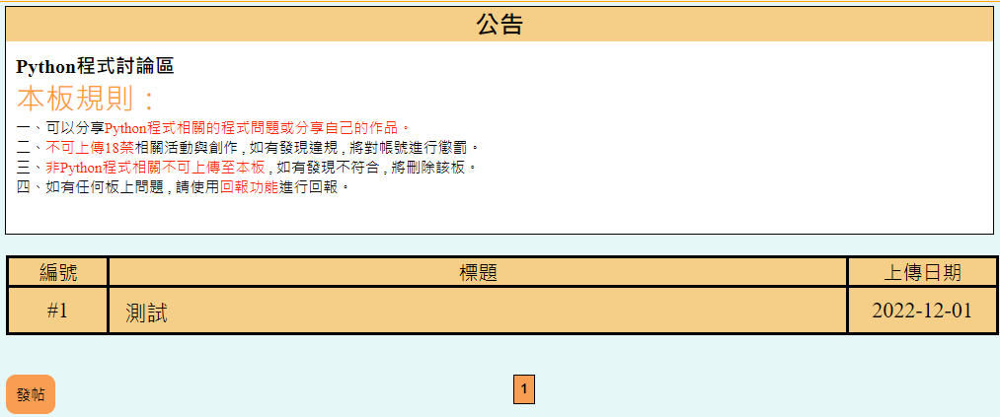 公告
Python程式討論區
本板規則：
一、可以分享Python程式相關的程式問題或分享自己的作品。
二、不可上傳18禁相關活動與創作 , 如有發現違規 , 將對帳號進行懲罰。
三、非Python程式相關不可上傳至本板 , 如有發現不符合 , 將刪除該板。
四、如有任何板上問題 , 請使用回報功能進行回報。
編號 標題 上傳日期
#1 測試 2022-12-01
發帖 1